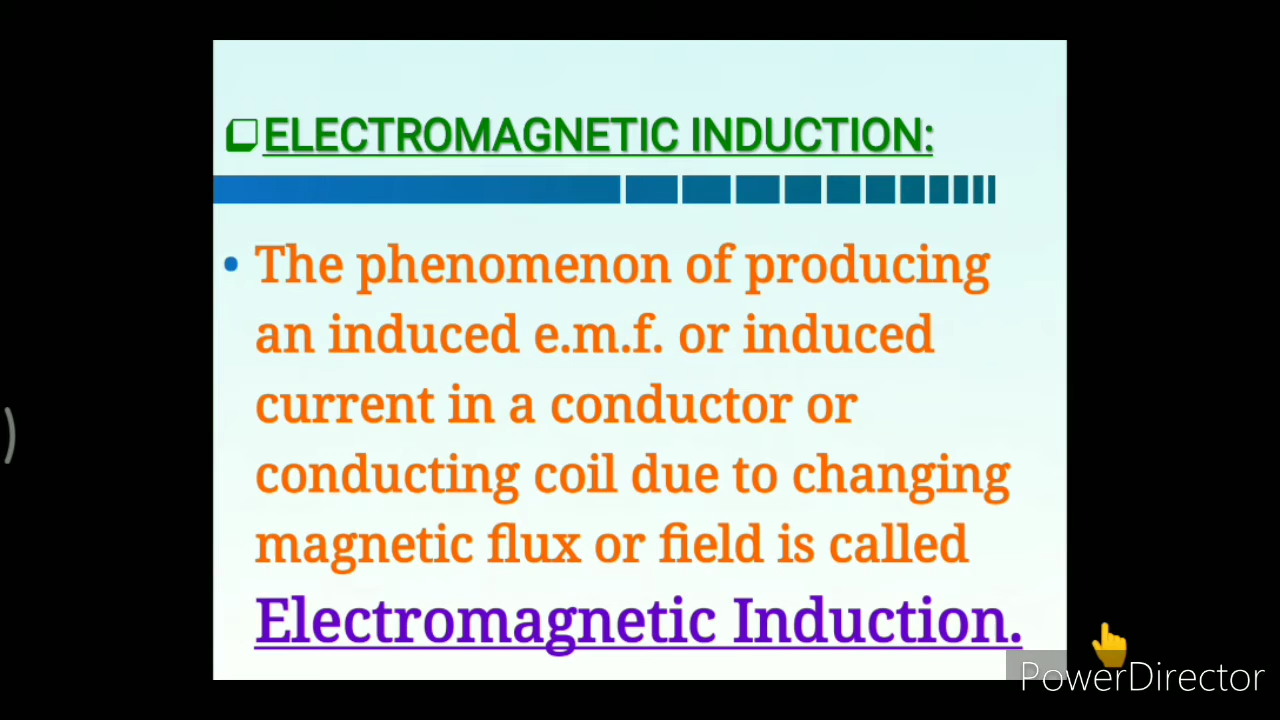 ELECTROMAGNETIC INDUCTION:
• The phenomenon of producing
an induced e.m.f. or induced
current in a conductor or
conducting coil due to changing
magnetic flux or field is called
Electromagnetic Induction.
PowerDirector